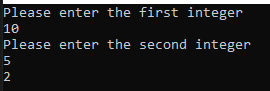 Please enter the first integer
10
Please enter the second integer
5
2